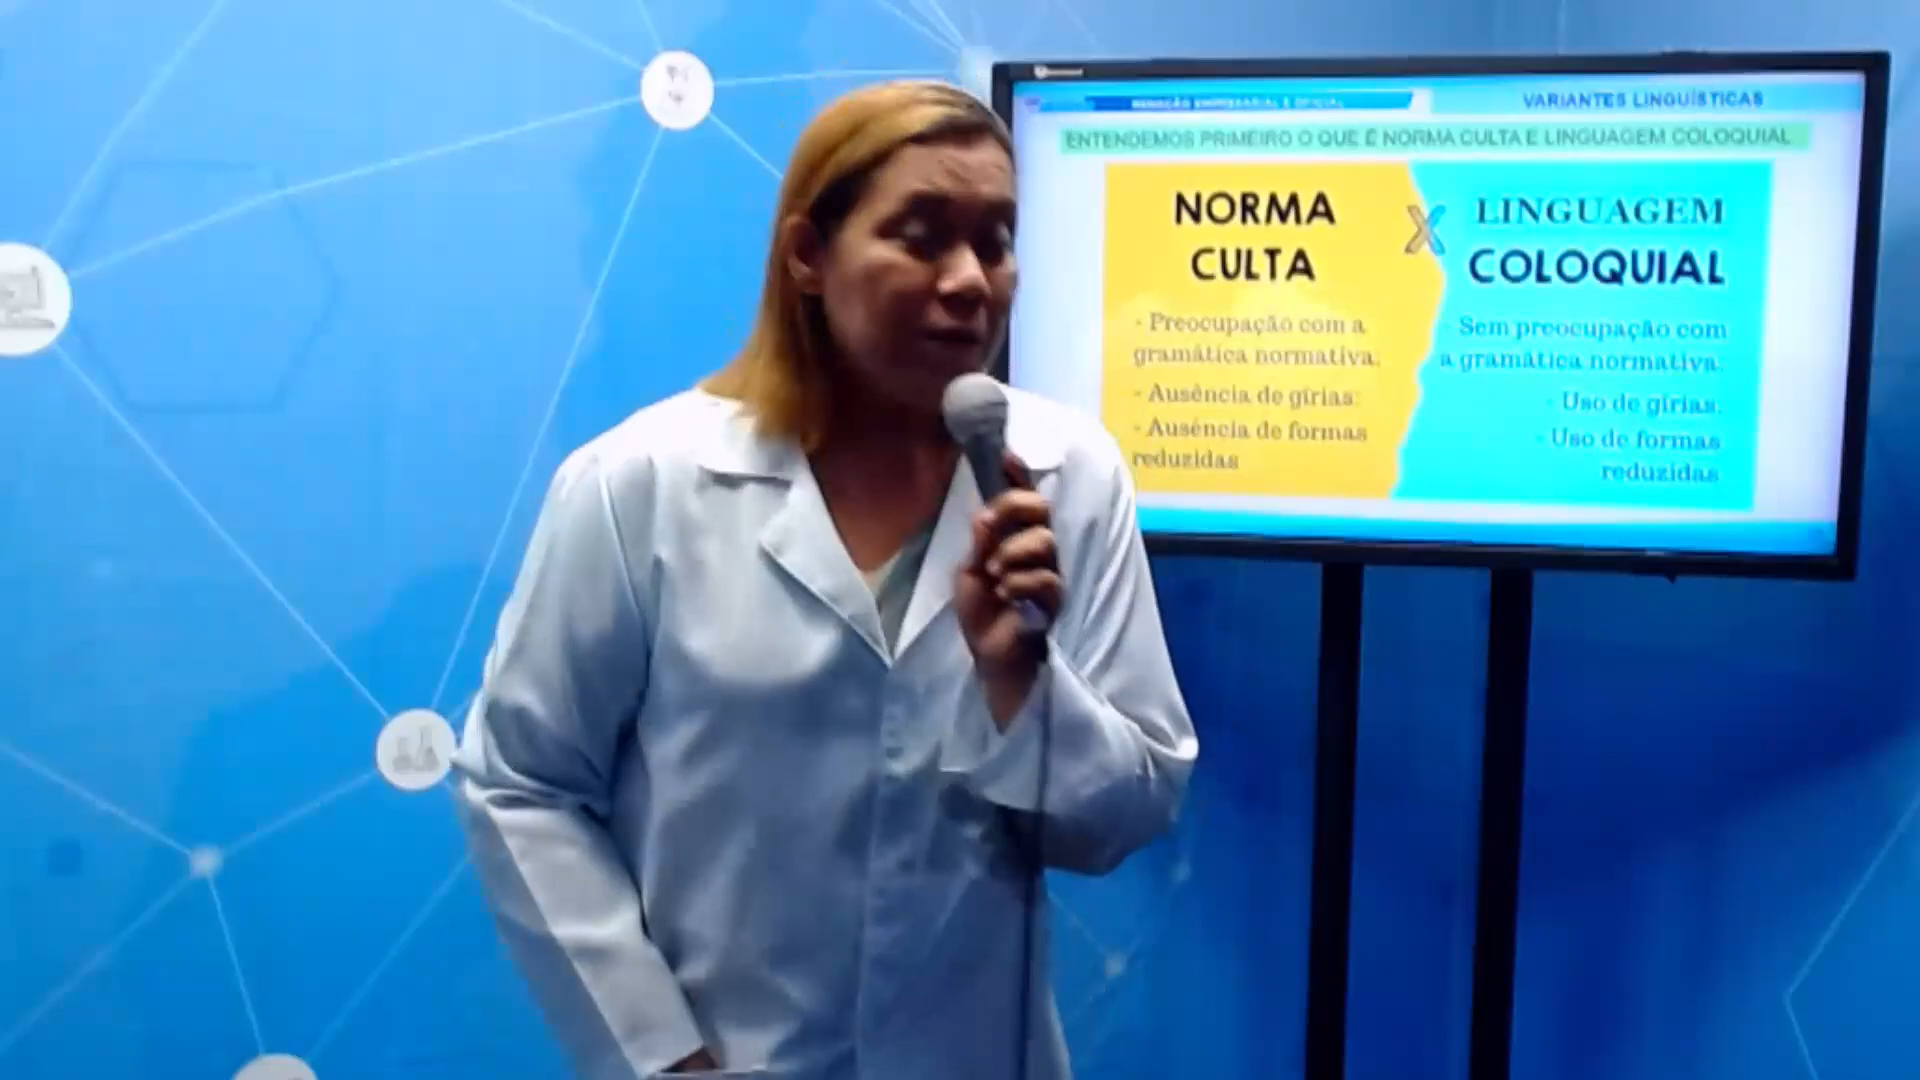 REDAÇÃO EMPRESARIAL E OFICIAL
VARIANTES LINGUÍSTICAS
ENTENDEMOS PRIMEIRO O QUE É NORMA CULTA E LINGUAGEM COLOQUIAL
NORMA
CULTA
- Preocupação com a
gramática normativa;
- Ausência de gírias;
- Ausência de formas
reduzidas
X
LINGUAGEM
COLOQUIAL
- Sem preocupação com
a gramática normativa;
- Uso de gírias;
- Uso de formas
reduzidas